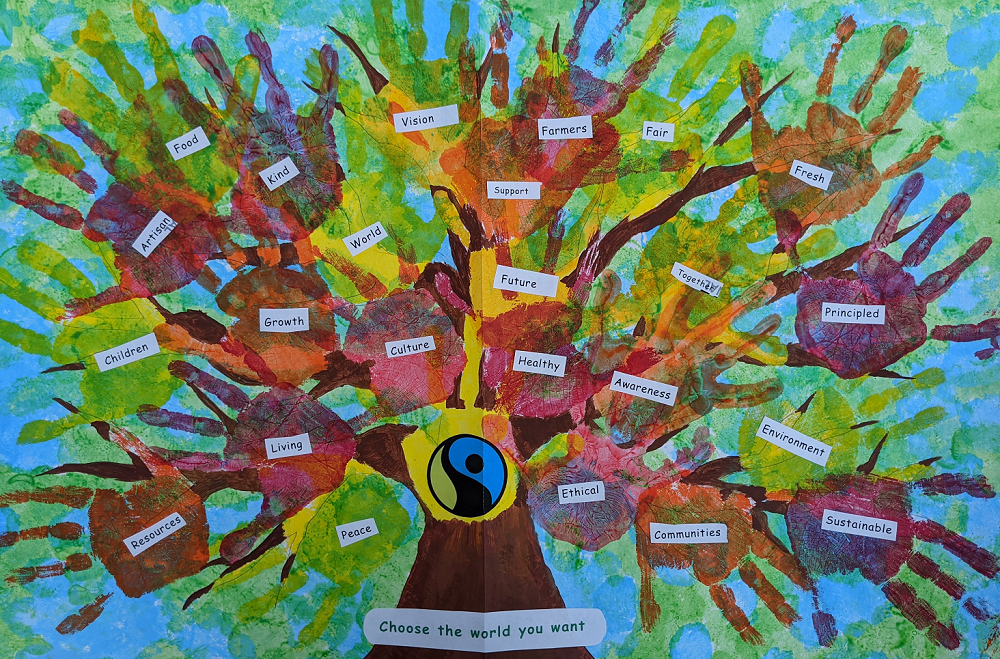 Vision
Farmers
Fair
Food
Kind
Fresh
Support
Artisan
World
Future
Together
Growth
Principled
Children
Culture
Healthy
Awareness
Living
Environment
Ethical
Resources
Peace
Communities
Sustainable
Choose the world you want